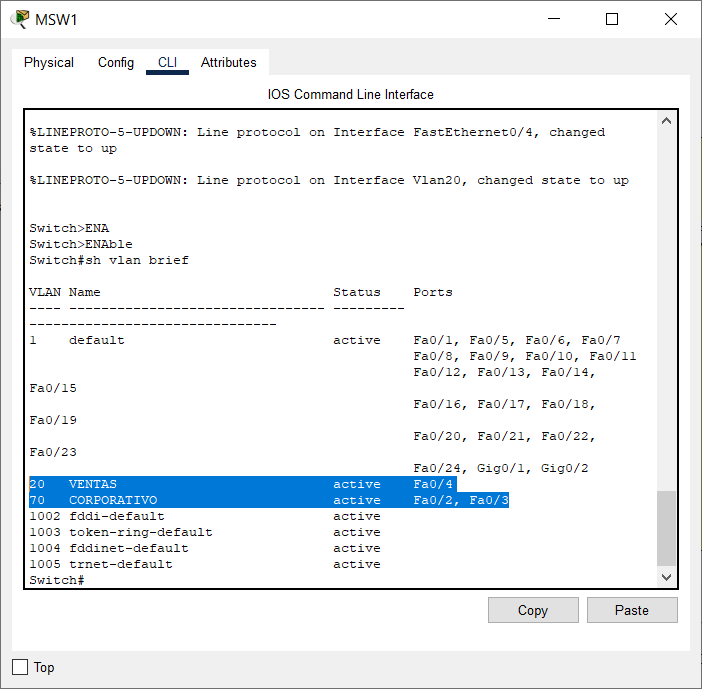 MSW1
Physical Config CLI Attributes
IOS Command Line Interface
%LINEPROTO-5-UPDOWN: Line protocol on Interface FastEthernet0/4, changed
state to up
%LINEPROTO-5-UPDOWN: Line protocol on Interface Vlan20, changed state to up
Switch>ENA
Switch>ENAble
Switch#sh vlan brief
VLAN Name                             Status    Ports
---- -------------------------------- ---------
-------------------------------
1    default                          active    Fa0/1, Fa0/5, Fa0/6, Fa0/7
                                                Fa0/8, Fa0/9, Fa0/10, Fa0/11
                                                Fa0/12, Fa0/13, Fa0/14,
Fa0/15
                                                Fa0/16, Fa0/17, Fa0/18,
Fa0/19
                                                Fa0/20, Fa0/21, Fa0/22,
Fa0/23
                                                Fa0/24, Gig0/1, Gig0/2
20   VENTAS                           active    Fa0/4
70   CORPORATIVO                      active    Fa0/2, Fa0/3
1002 fddi-default                     active
1003 token-ring-default               active
1004 fddinet-default                  active
1005 trnet-default                    active
Switch#
Copy Paste
Top